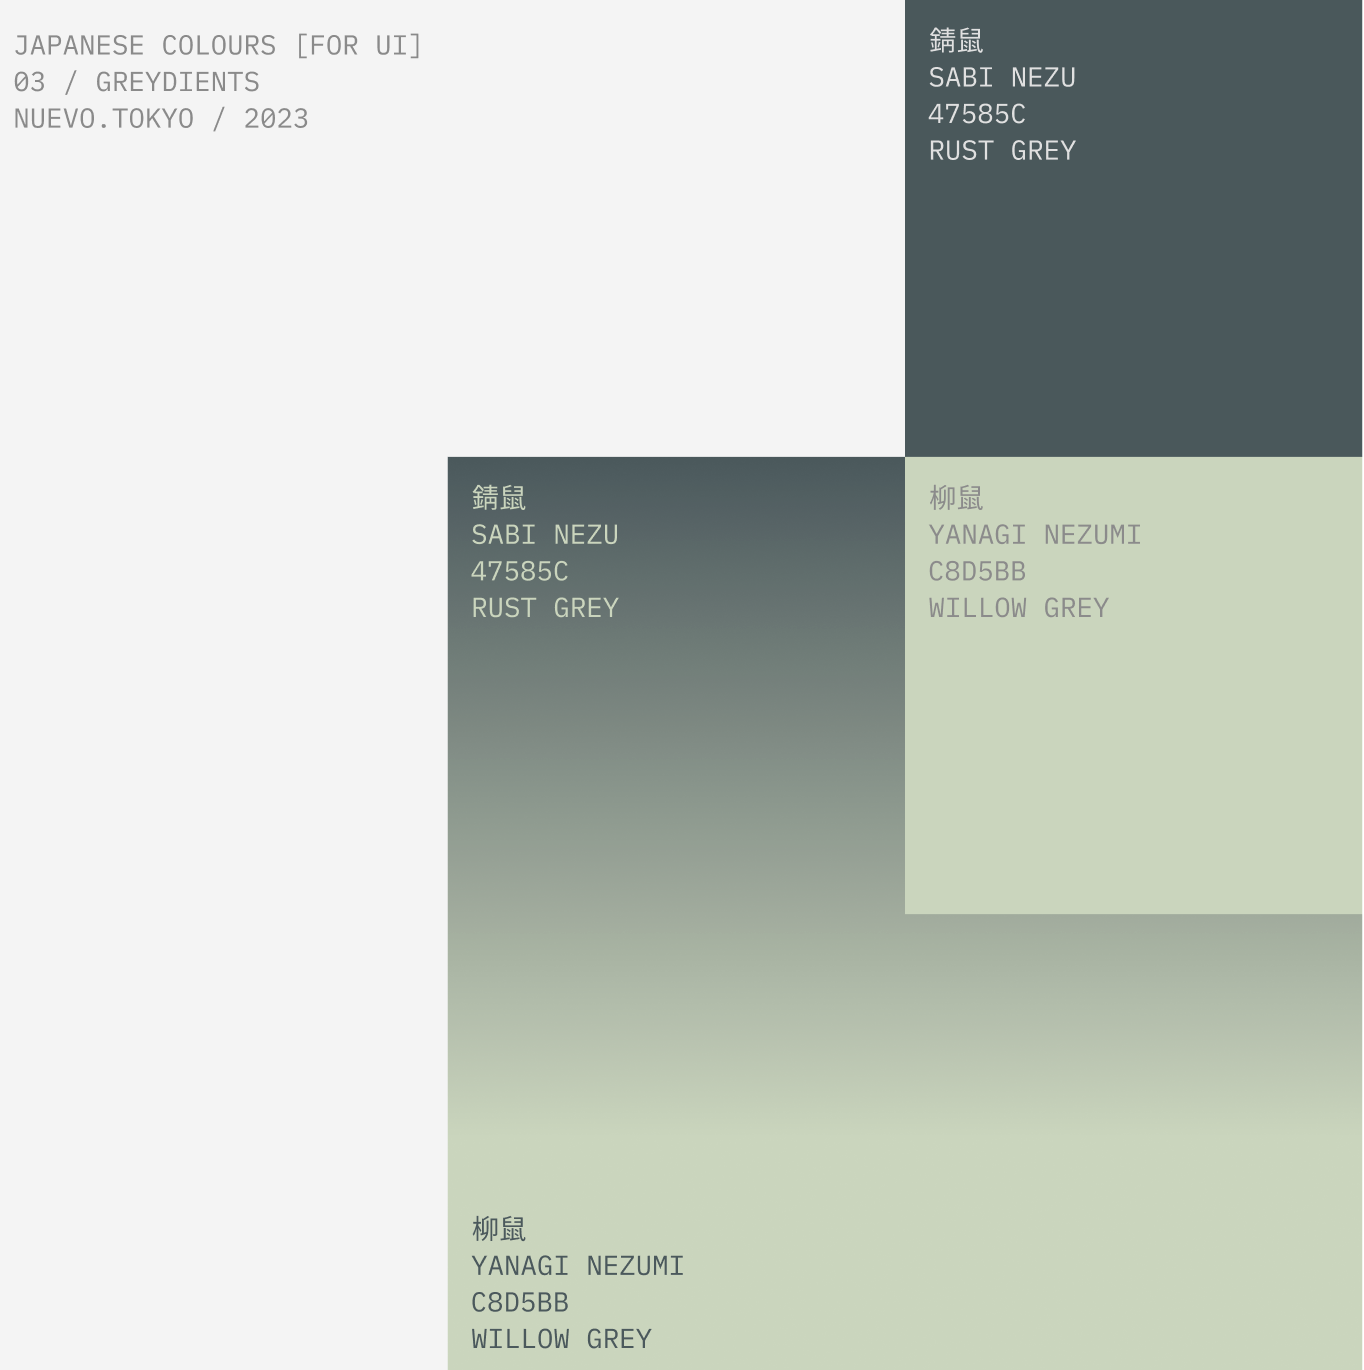 JAPANESE COLOURS [FOR UI]
03 / GREYDIENTS
NUEVO.TOKYO / 2023
錆鼠
SABI NEZU
47585C
RUST GREY
錆鼠
SABI NEZU
47585C
RUST GREY
柳鼠
YANAGI NEZUMI
C8D5BB
WILLOW GREY
柳鼠
YANAGI NEZUMI
C8D5BB
WILLOW GREY